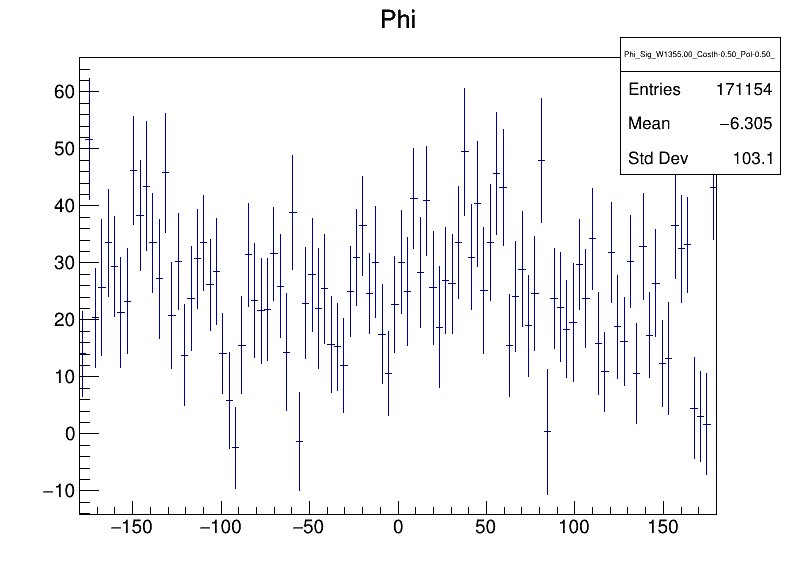 Phi
Phi_Sig_W1355.00_Costh-0.50_Pol-0.50_
Entries 171154
Mean −6.305
Std Dev 103.1
60
50
40
30
20
10
0
−10
−150 −100 −50 0 50 100 150